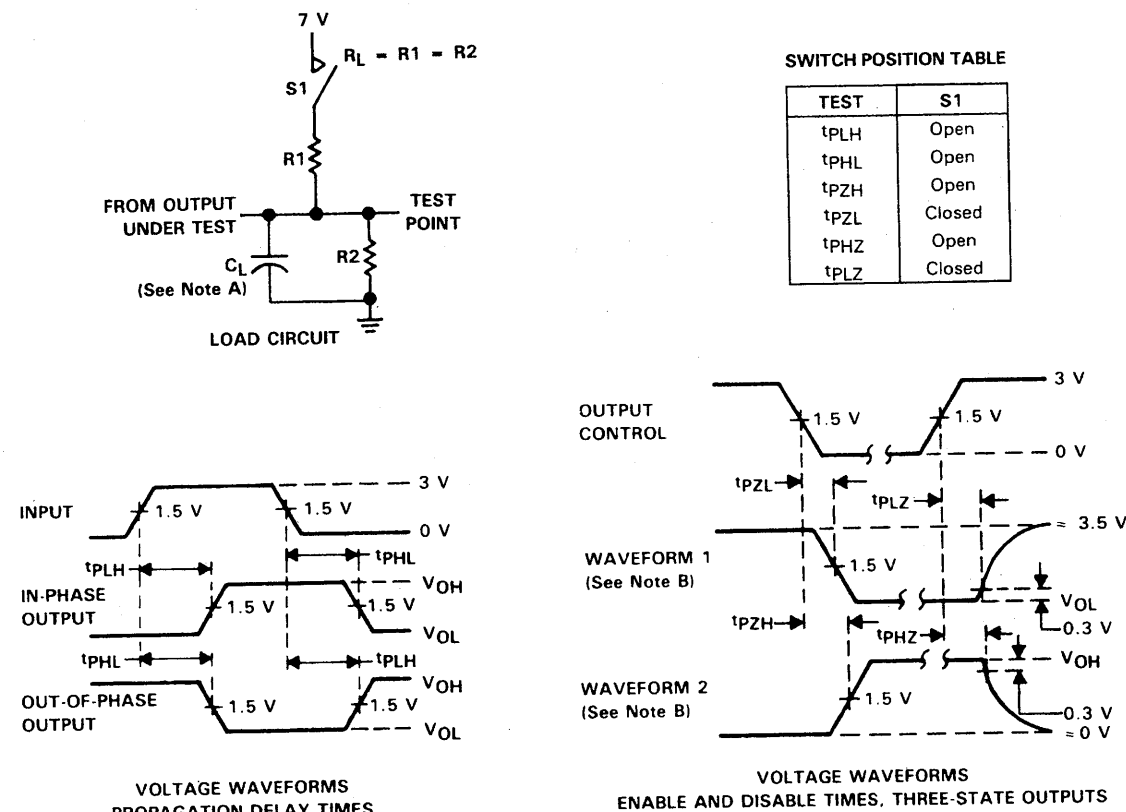 7 V
RL = R1 = R2
S1
R1
FROM OUTPUT
UNDER TEST
TEST
POINT
CL
(See Note A)
R2
LOAD CIRCUIT
SWITCH POSITION TABLE
TEST S1
tPLH Open
tPHL Open
tPZH Open
tPZL Closed
tPHZ Open
tPLZ Closed
INPUT
1.5 V
1.5 V
3 V
0 V
tPLH
tPHL
IN-PHASE
OUTPUT
1.5 V
1.5 V
VOH
VOL
tPHL
tPLH
OUT-OF-PHASE
OUTPUT
1.5 V
1.5 V
VOH
VOL
VOLTAGE WAVEFORMS
PROPAGATION DELAY TIMES
OUTPUT
CONTROL
1.5 V
1.5 V
3 V
0 V
tPZL
tPLZ
WAVEFORM 1
(See Note B)
1.5 V
≈ 3.5 V
VOL
0.3 V
tPZH
tPHZ
WAVEFORM 2
(See Note B)
1.5 V
VOH
0.3 V
≈ 0 V
VOLTAGE WAVEFORMS
ENABLE AND DISABLE TIMES, THREE-STATE OUTPUTS